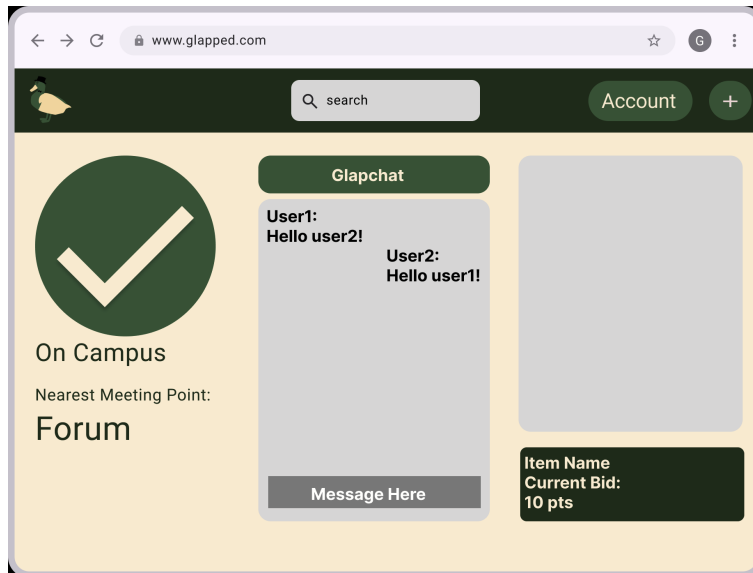 www.glapped.com
G
search
Account
+
Glapchat
User1:
Hello user2!
User2:
Hello user1!
Message Here
On Campus
Nearest Meeting Point:
Forum
Item Name
Current Bid:
10 pts